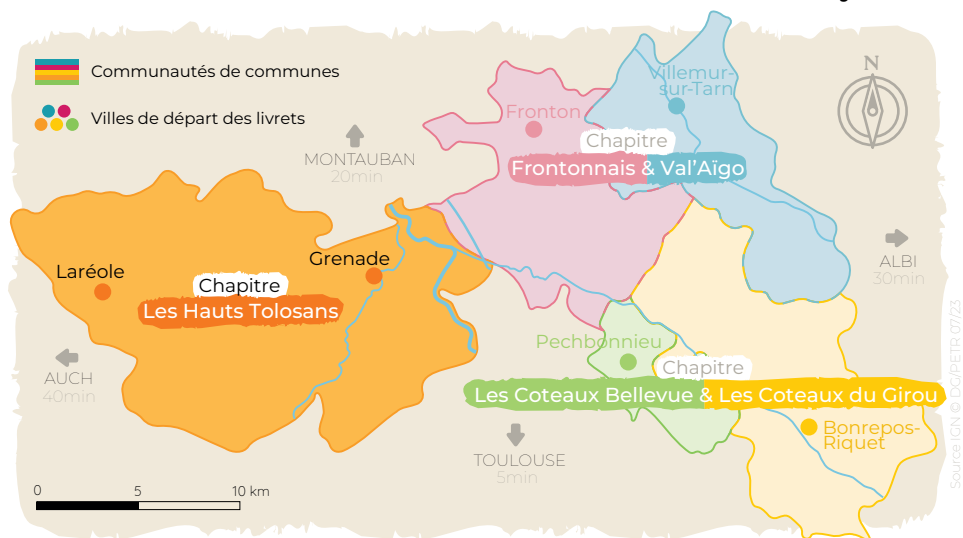 Communautés de communes
Villes de départ des livrets
N
MONTAUBAN
20min
Fronton
Villemur-
sur-Tarn
Chapitre
Frontonnais & Val'Aïgo
Laréole
Grenade
Chapitre
Les Hauts Tolosans
ALBI
30min
AUCH
40min
Pechbonnieu
Chapitre
Les Coteaux Bellevue & Les Coteaux du Girou
Bonrepos-
Riquet
TOULOUSE
5min
0 5 10 km
Source IGN © DG/PETR 07/23